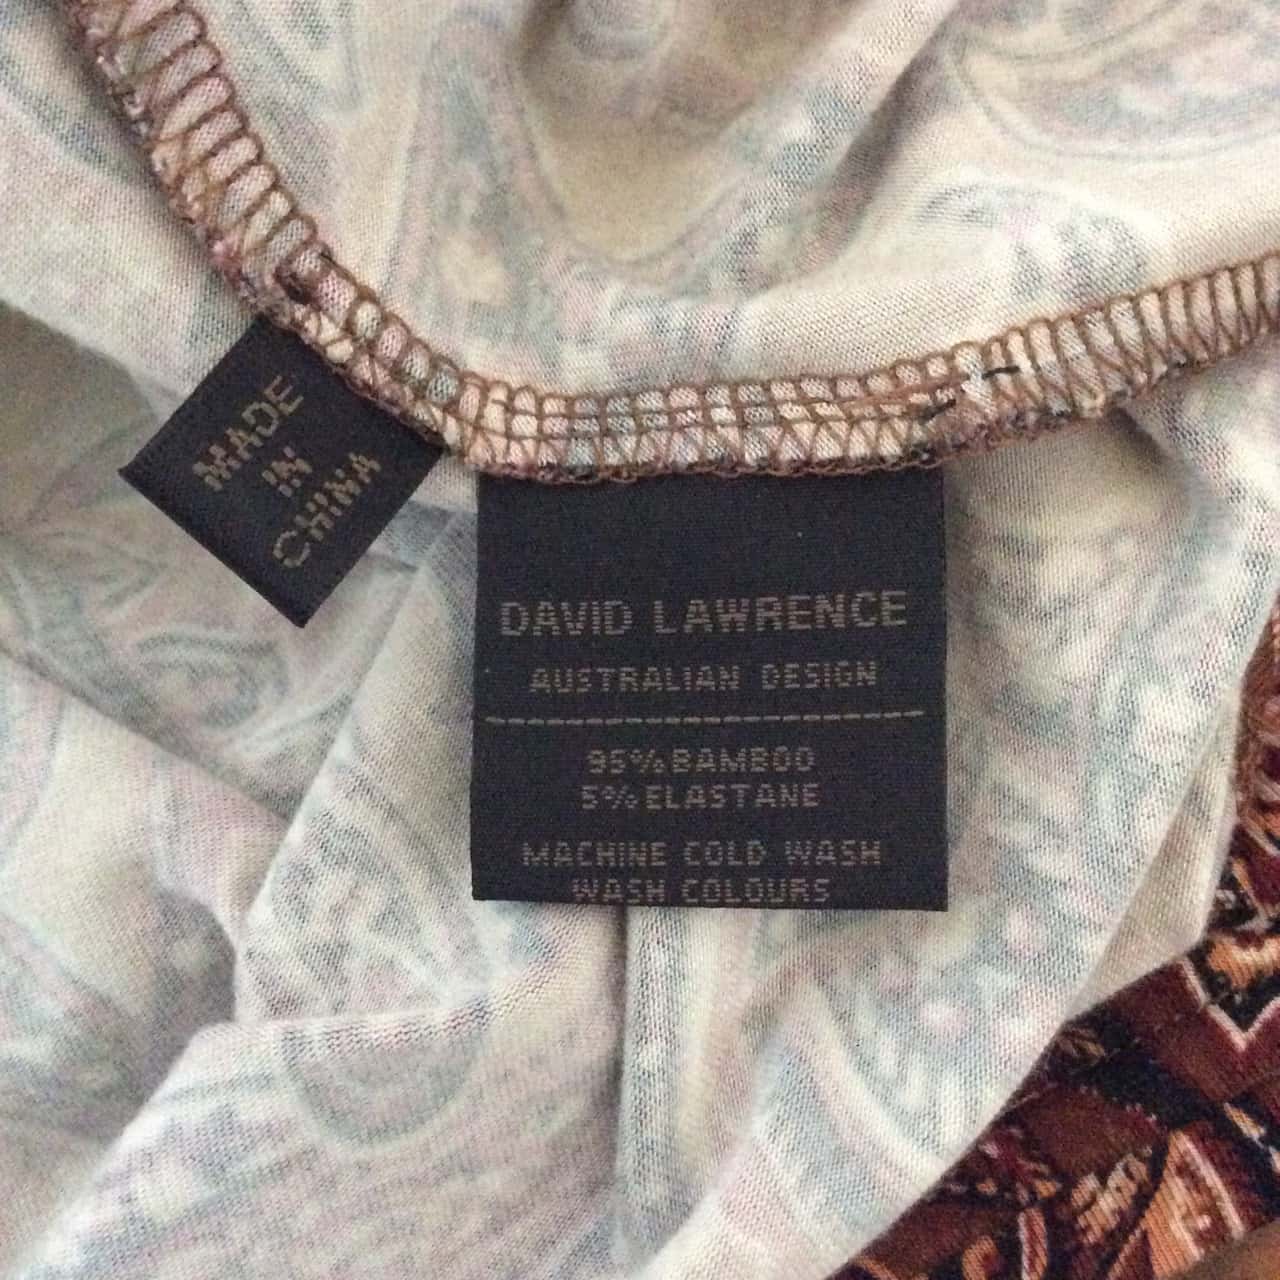 MADE
IN
CHINA
DAVID LAWRENCE
AUSTRALIAN DESIGN
95%BAMBOO
5%ELASTANE
MACHINE COLD WASH
WASH COLOURS